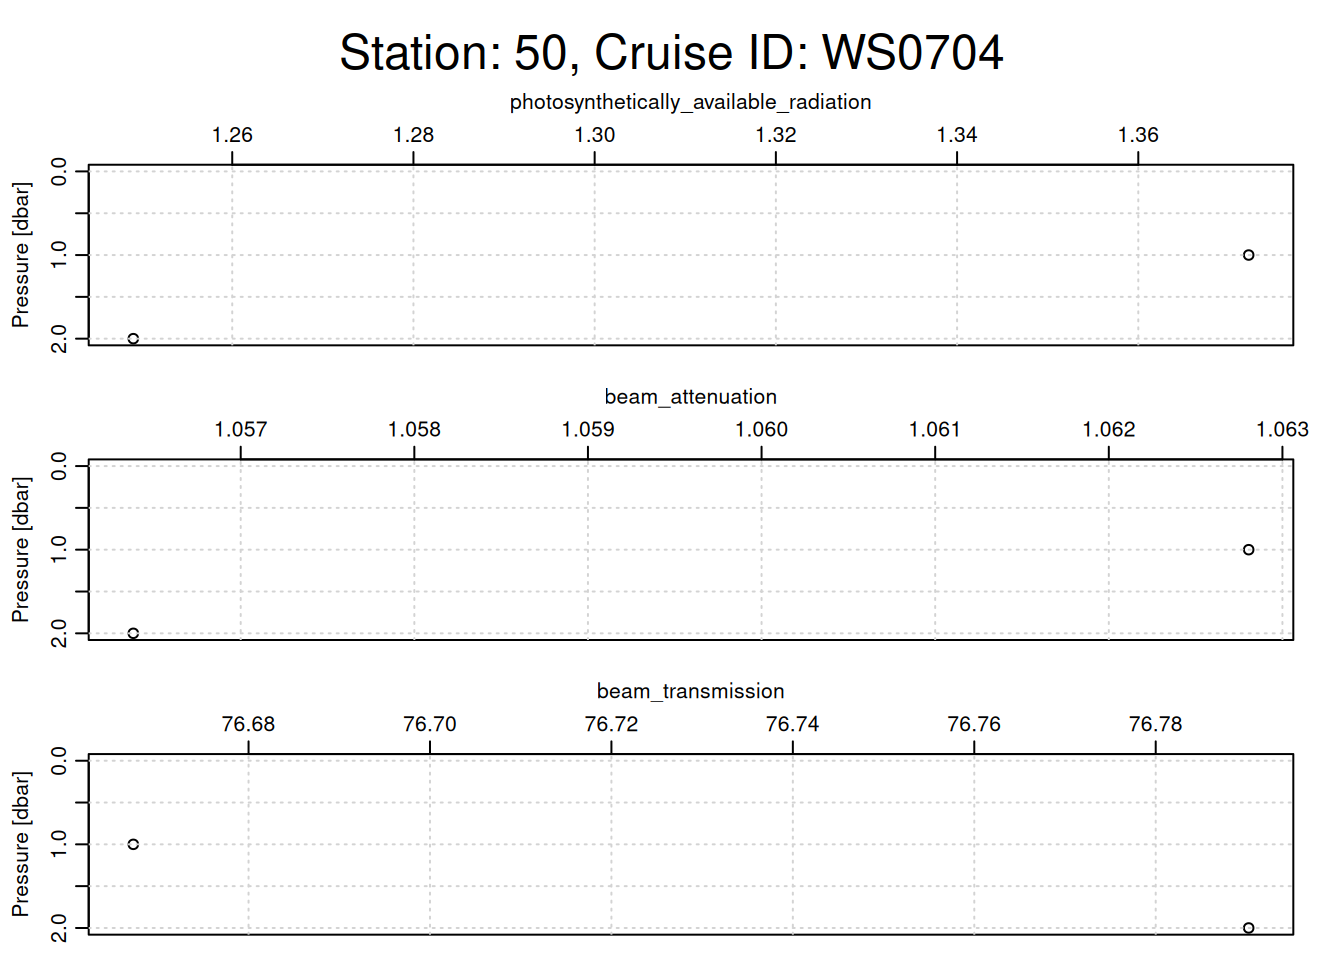 Station: 50, Cruise ID: WS0704
photosynthetically_available_radiation
1.26 1.28 1.30 1.32 1.34 1.36
Pressure [dbar]
0.0
1.0
2.0
beam_attenuation
1.057 1.058 1.059 1.060 1.061 1.062 1.063
Pressure [dbar]
0.0
1.0
2.0
beam_transmission
76.68 76.70 76.72 76.74 76.76 76.78
Pressure [dbar]
0.0
1.0
2.0